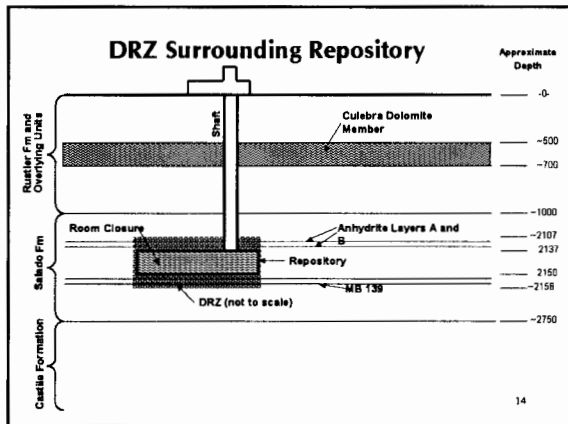 DRZ Surrounding Repository
Approximate
Depth
-0-
Shaft
Culebra Dolomite
Member
~500
~700
Rustler Fm and
Overlying Units
~1000
Room Closure
Anhydrite Layers A and
B
~2107
2137
Salado Fm
Repository
2150
MB 139
~2158
DRZ (not to scale)
~2750
Castile Formation
14